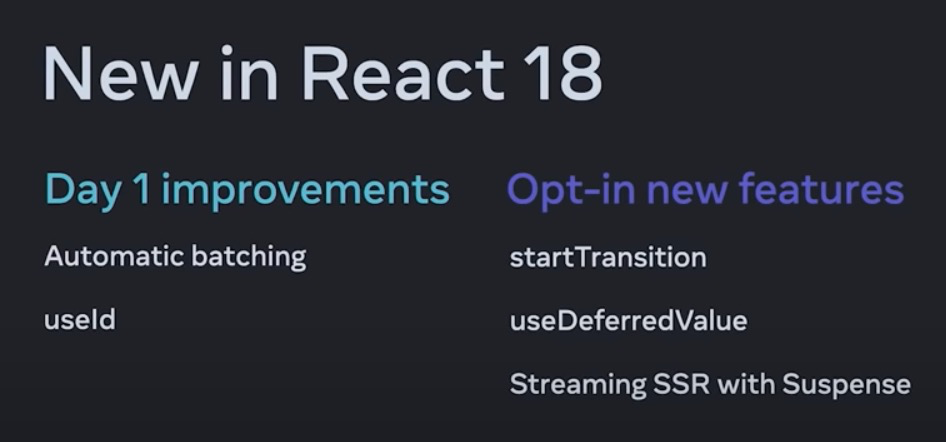 New in React 18
Day 1 improvements
Automatic batching
useId
Opt-in new features
startTransition
useDeferredValue
Streaming SSR with Suspense